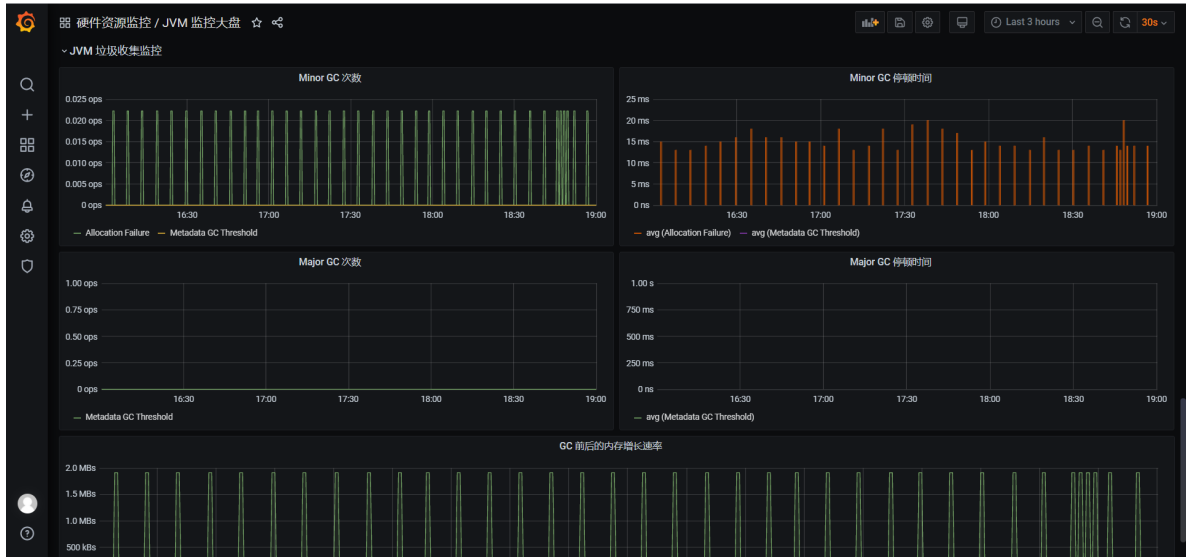 硬件资源监控 / JVM 监控大盘
Last 3 hours
30s
JVM 垃圾收集监控
Minor GC 次数
0.025 ops
0.020 ops
0.015 ops
0.010 ops
0.005 ops
0 ops
16:30 17:00 17:30 18:00 18:30 19:00
Allocation Failure Metadata GC Threshold
Minor GC 停顿时间
25 ms
20 ms
15 ms
10 ms
5 ms
0 ns
16:30 17:00 17:30 18:00 18:30 19:00
avg (Allocation Failure) avg (Metadata GC Threshold)
Major GC 次数
1.00 ops
0.75 ops
0.50 ops
0.25 ops
0 ops
16:30 17:00 17:30 18:00 18:30 19:00
Metadata GC Threshold
Major GC 停顿时间
1.00 s
750 ms
500 ms
250 ms
0 ns
16:30 17:00 17:30 18:00 18:30 19:00
avg (Metadata GC Threshold)
GC 前后的内存增长速率
2.0 MBs
1.5 MBs
1.0 MBs
500 kBs